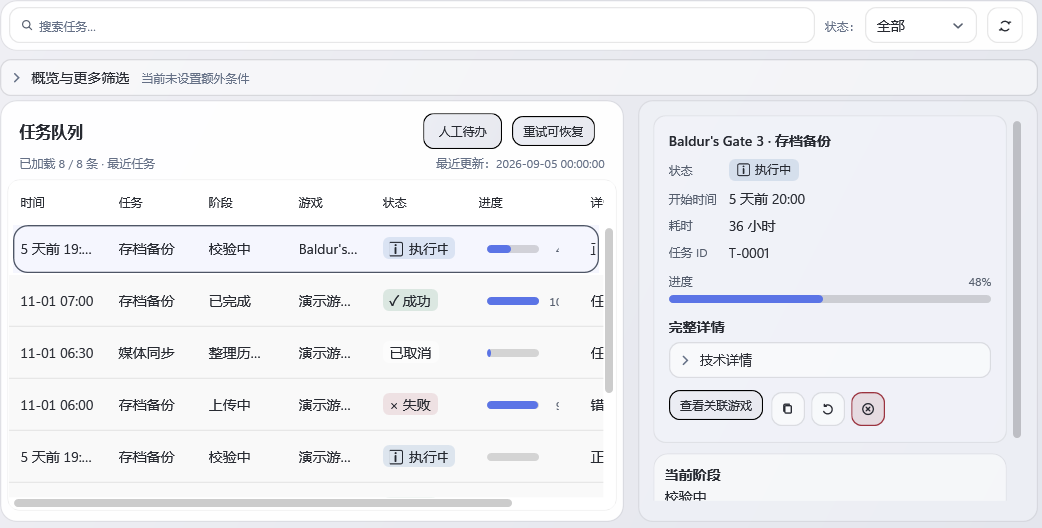 搜索任务...
状态：
全部
概览与更多筛选 当前未设置额外条件
任务队列
人工待办
重试可恢复
已加载 8 / 8 条 · 最近任务
最近更新：2026-09-05 00:00:00
时间 任务 阶段 游戏 状态 进度
5 天前 19:... 存档备份 校验中 Baldur's... 执行中
11-01 07:00 存档备份 已完成 演示游... ✓ 成功 任
11-01 06:30 媒体同步 整理历... 演示游... 已取消 任
11-01 06:00 存档备份 上传中 演示游... × 失败 错
5 天前 19:... 存档备份 校验中 演示游... 执行中 正
Baldur's Gate 3 · 存档备份
状态 执行中
开始时间 5 天前 20:00
耗时 36 小时
任务 ID T-0001
进度 48%
完整详情
技术详情
查看关联游戏
当前阶段
校验中